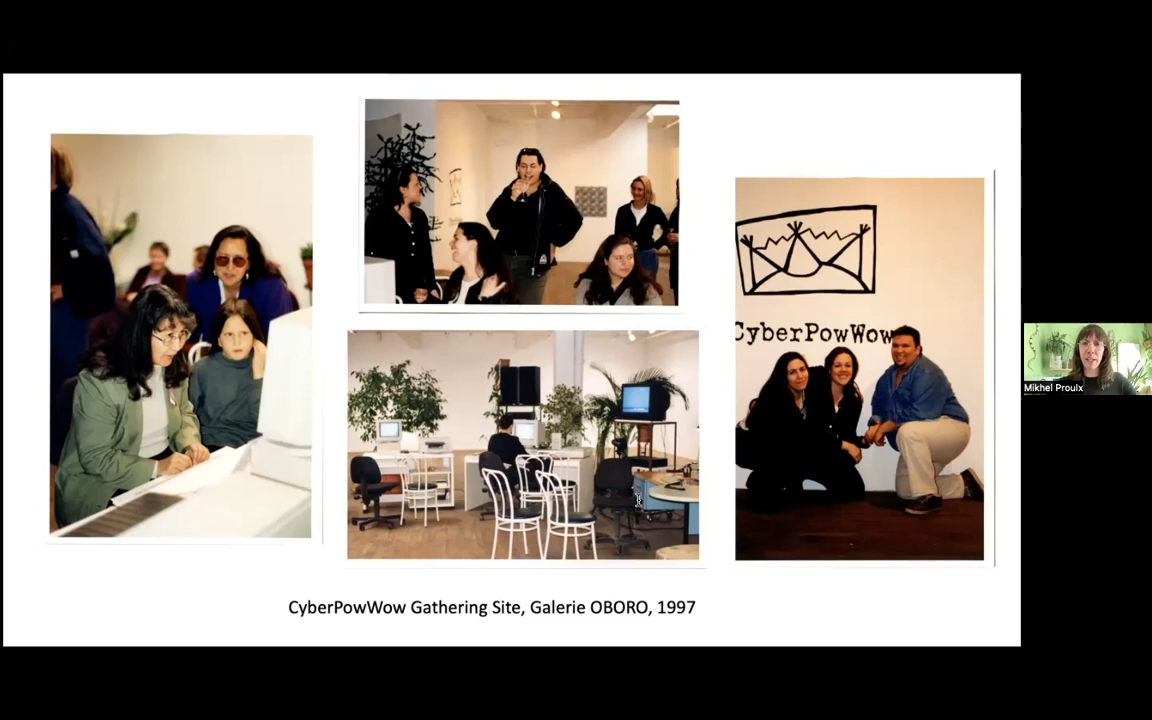 CyberPowWow
CyberPowWow Gathering Site, Galerie OBORO, 1997
Mikhel Proulx